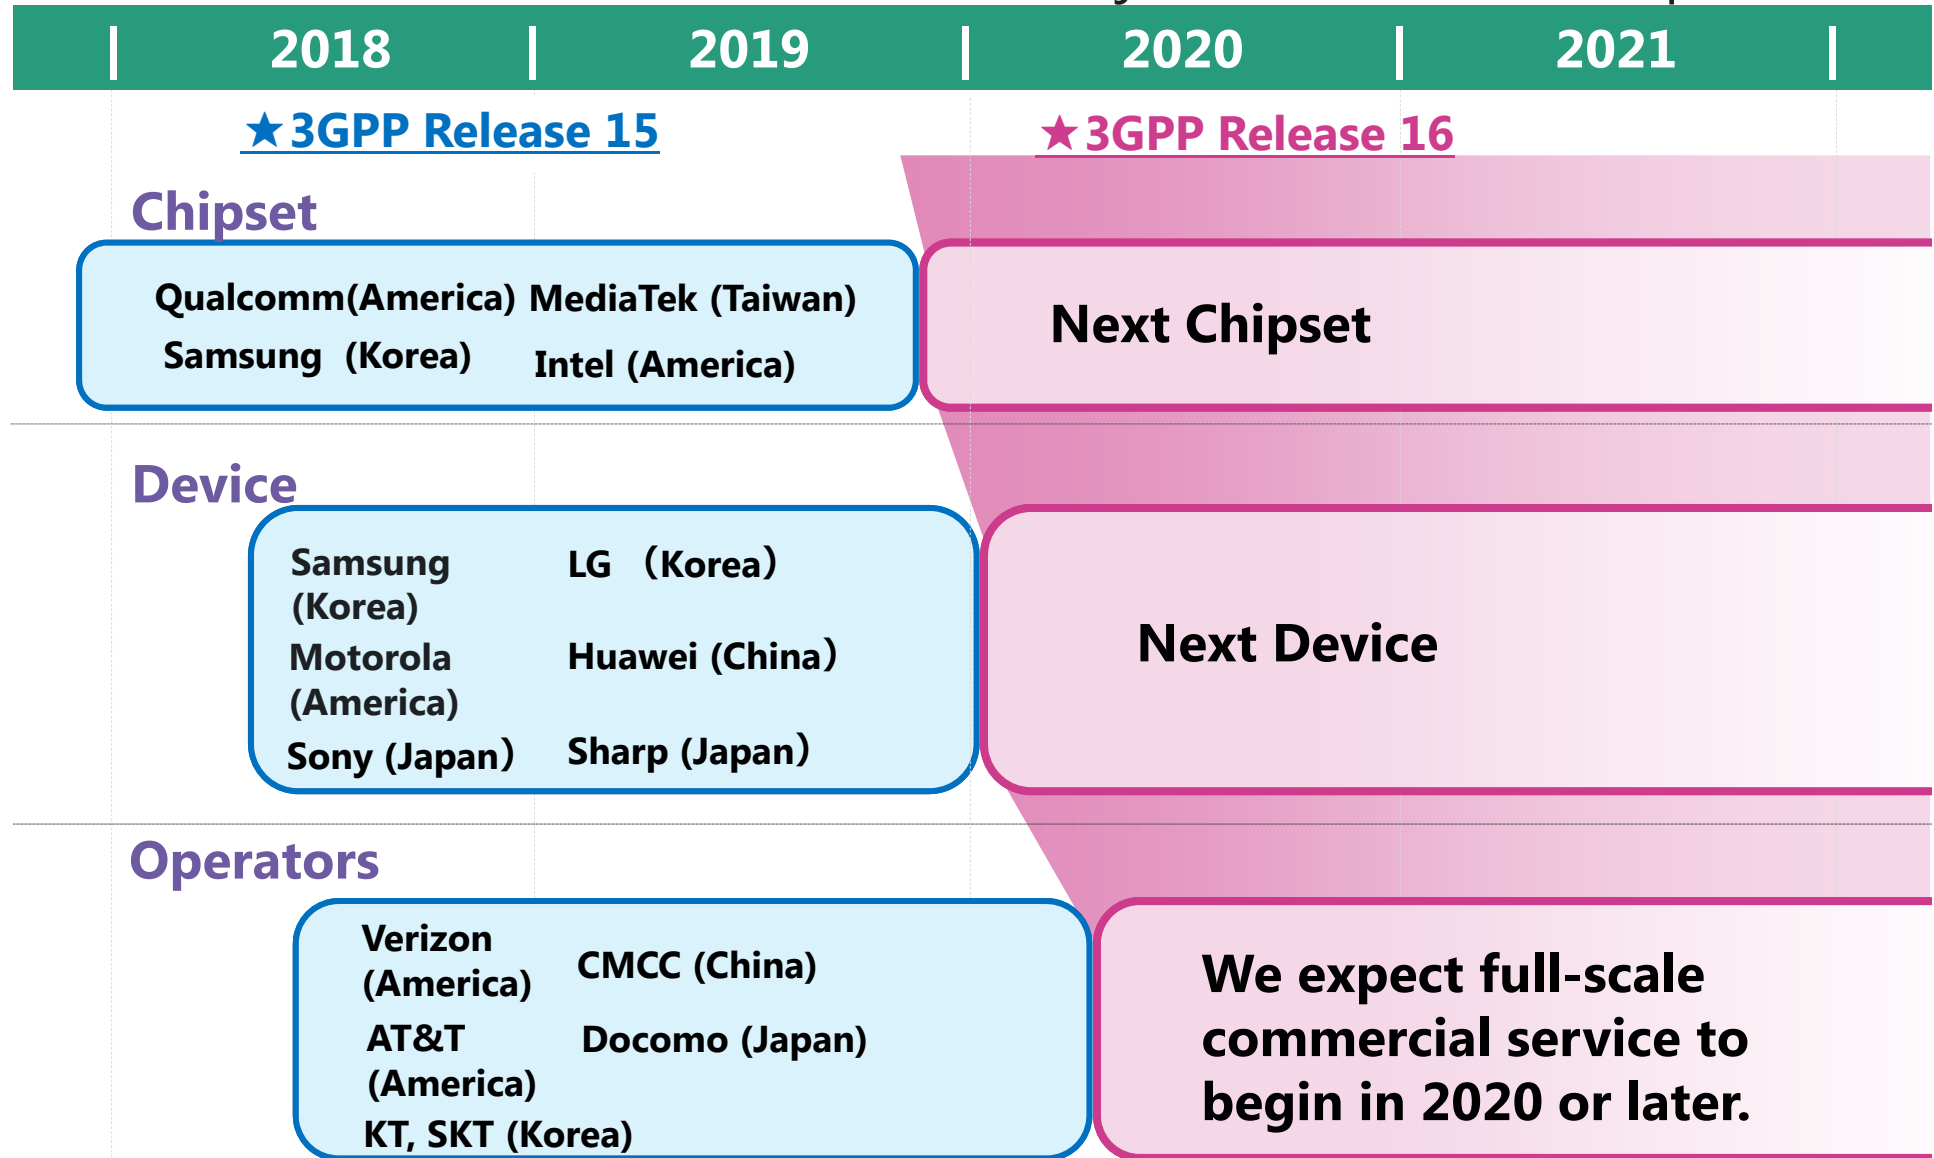 2018 2019 2020 2021
★3GPP Release 15 ★3GPP Release 16
Chipset
Qualcomm(America) MediaTek (Taiwan)
Samsung (Korea) Intel (America)
Next Chipset
Device
Samsung
(Korea)
LG （Korea）
Motorola
(America)
Huawei (China）
Sony (Japan）
Sharp (Japan）
Next Device
Operators
Verizon
(America)
CMCC (China)
AT&T
(America)
Docomo (Japan)
KT, SKT (Korea)
We expect full-scale
commercial service to
begin in 2020 or later.